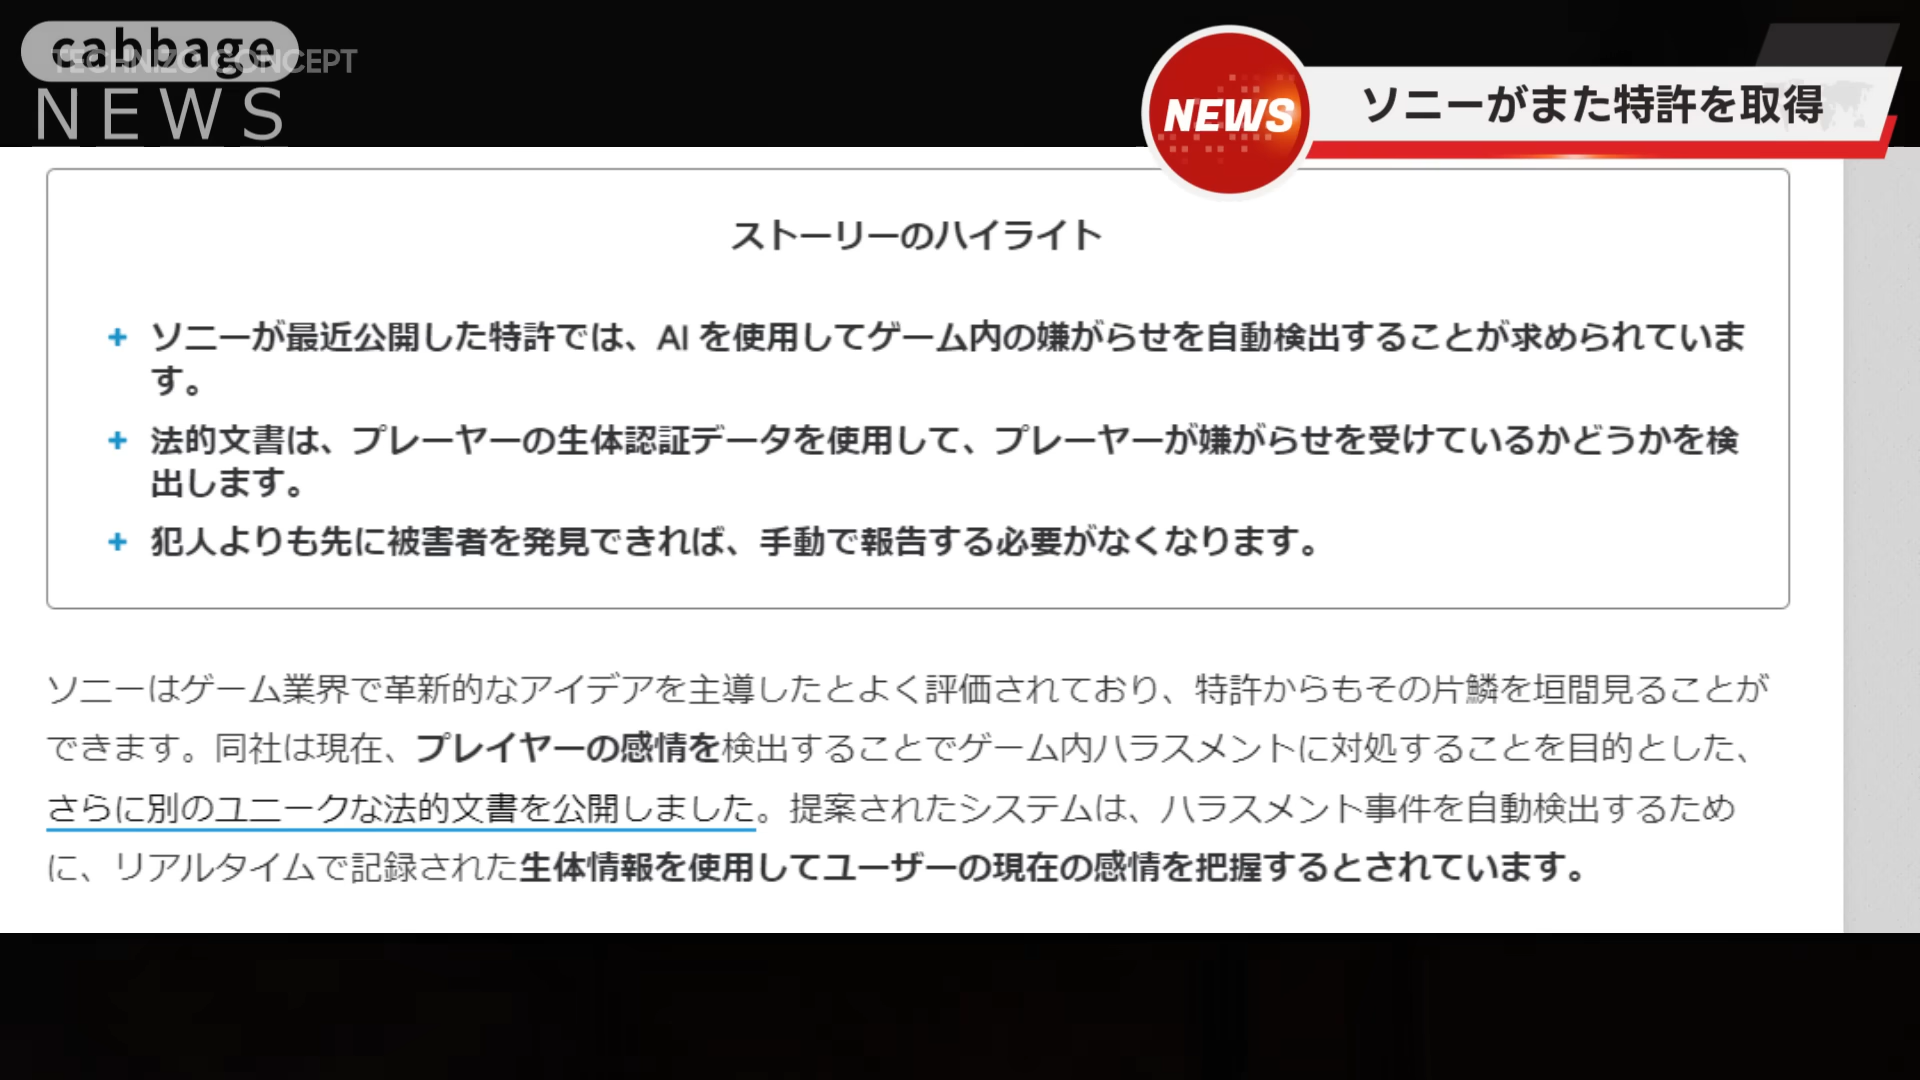 cabbage
TECHNIZO CONCEPT
NEWS
NEWS
ソニーがまた特許を取得
ストーリーのハイライト
+ ソニーが最近公開した特許では、AI を使用してゲーム内の嫌がらせを自動検出することが求められていま
す。
+ 法的文書は、プレーヤーの生体認証データを使用して、プレーヤーが嫌がらせを受けているかどうかを検
出します。
+ 犯人よりも先に被害者を発見できれば、手動で報告する必要がなくなります。
ソニーはゲーム業界で革新的なアイデアを主導したとよく評価されており、特許からもその片鱗を垣間見ることが
できます。同社は現在、プレイヤーの感情を検出することでゲーム内ハラスメントに対処することを目的とした、
さらに別のユニークな法的文書を公開しました。提案されたシステムは、ハラスメント事件を自動検出するため
に、リアルタイムで記録された生体情報を使用してユーザーの現在の感情を把握するとされています。